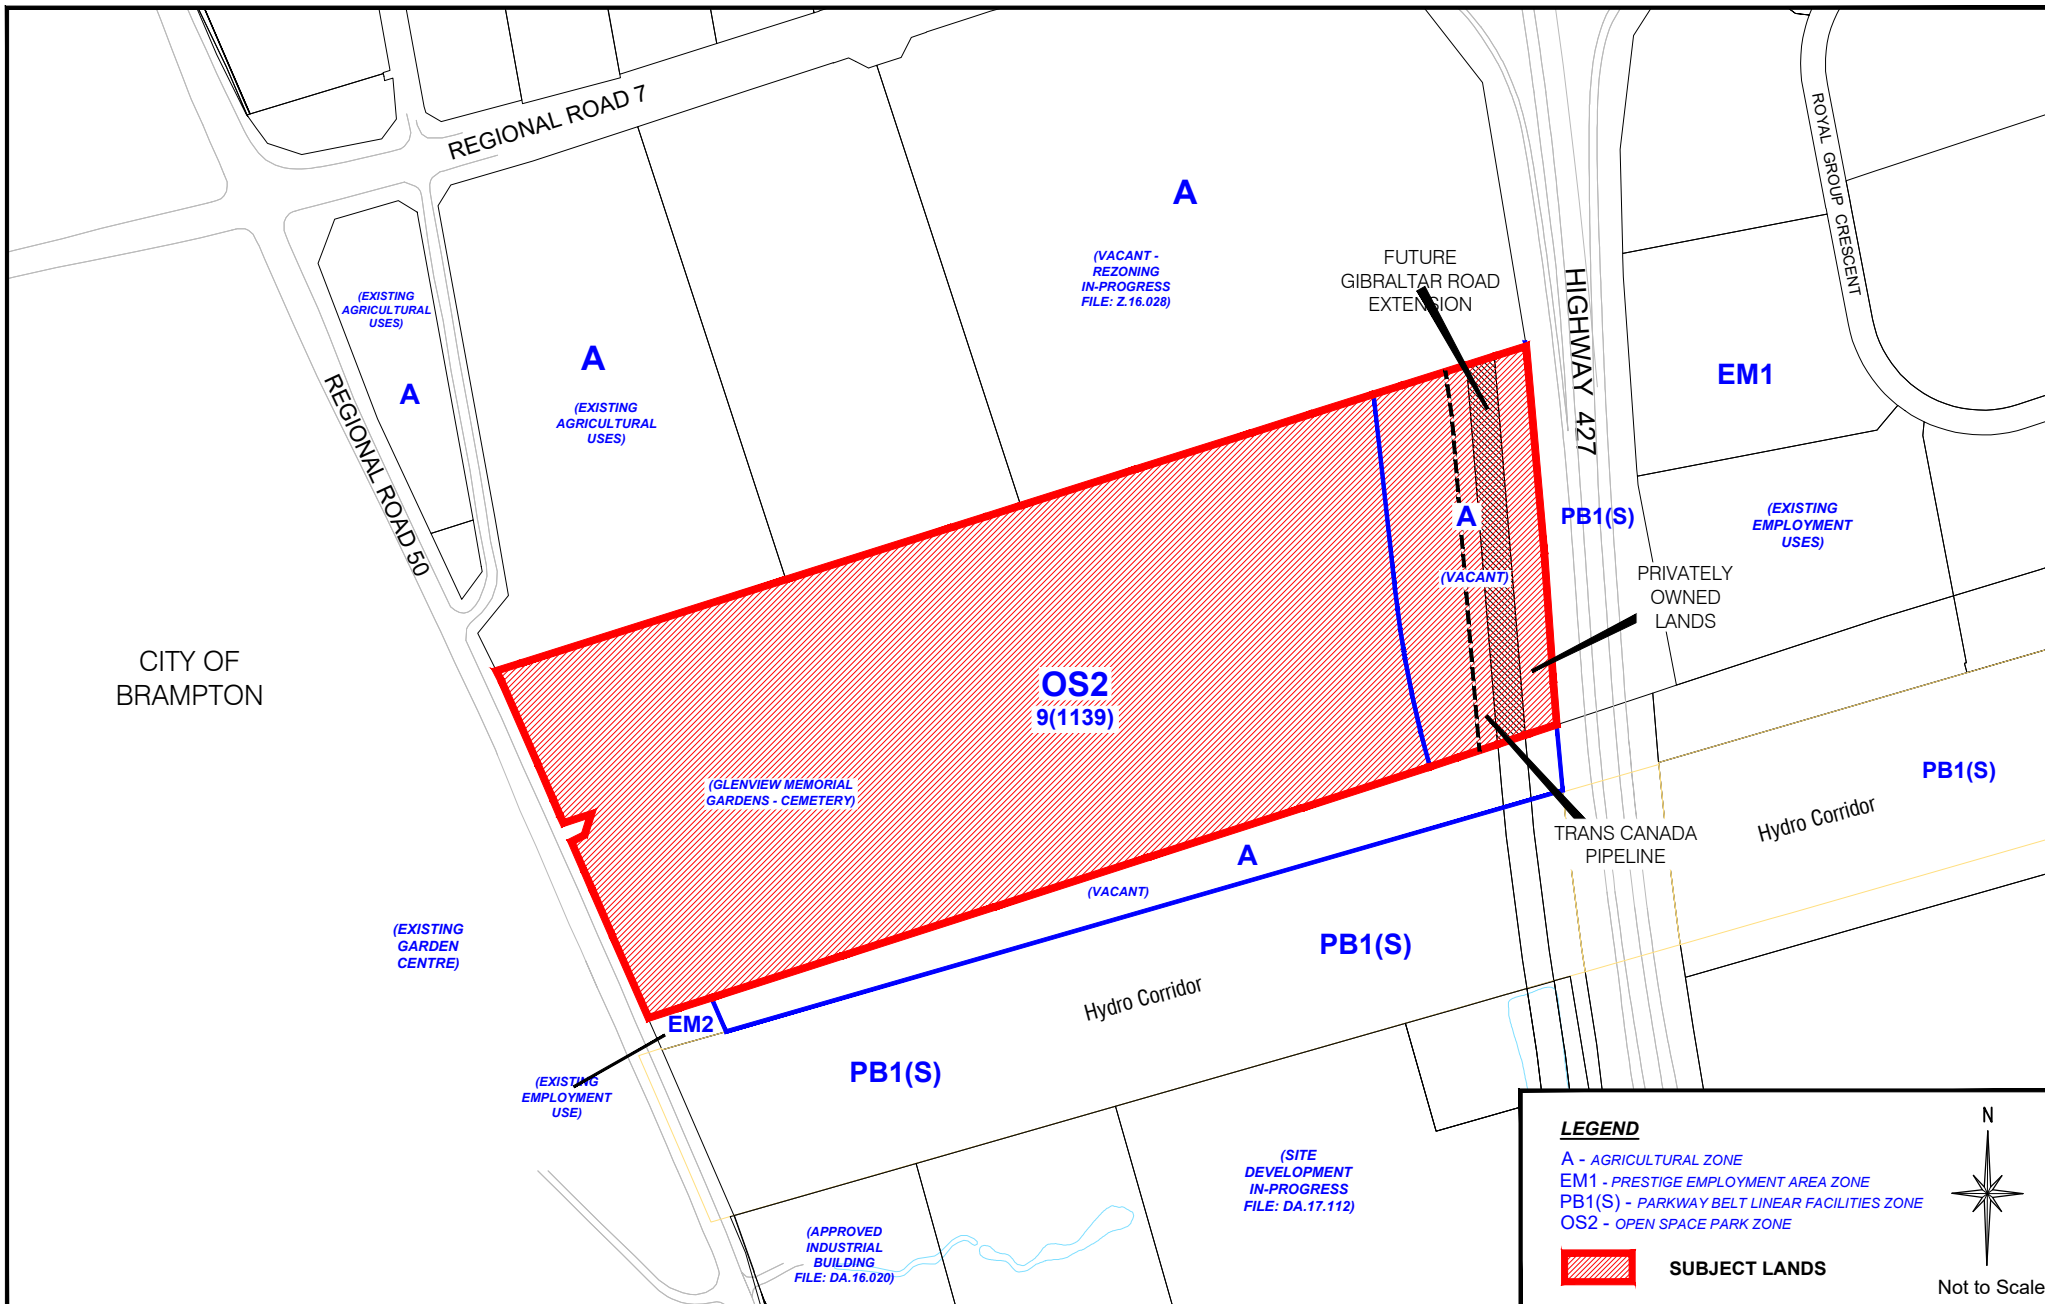 REGIONAL ROAD 7
ROYAL GROUP CRESCENT
A
(VACANT -
REZONING
IN-PROGRESS
FILE: Z.16.028)
FUTURE
GIBRALTAR ROAD
EXTENSION
HIGHWAY 427
(EXISTING
AGRICULTURAL
USES)
A
A
(EXISTING
AGRICULTURAL
USES)
REGIONAL ROAD 50
EM1
A
(VACANT)
PB1(S)
(EXISTING
EMPLOYMENT
USES)
PRIVATELY
OWNED
LANDS
CITY OF
BRAMPTON
OS2
9(1139)
(GLENVIEW MEMORIAL
GARDENS - CEMETERY)
PB1(S)
Hydro Corridor
TRANS CANADA
PIPELINE
A
(VACANT)
(EXISTING
GARDEN
CENTRE)
PB1(S)
Hydro Corridor
EM2
PB1(S)
(EXISTING
EMPLOYMENT
USE)
(SITE
DEVELOPMENT
IN-PROGRESS
FILE: DA.17.112)
(APPROVED
INDUSTRIAL
BUILDING
FILE: DA.16.020)
LEGEND
A - AGRICULTURAL ZONE
EM1 - PRESTIGE EMPLOYMENT AREA ZONE
PB1(S) - PARKWAY BELT LINEAR FACILITIES ZONE
OS2 - OPEN SPACE PARK ZONE
SUBJECT LANDS
N
Not to Scale